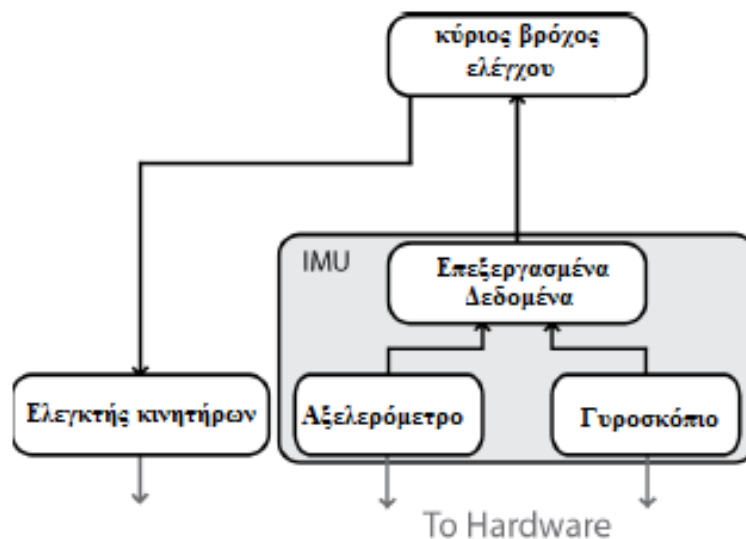 κύριος βρόχος
ελέγχου
IMU
Επεξεργασμένα
Δεδομένα
Ελεγκτής κινητήρων
Αξελερόμετρο
Γυροσκόπιο
To Hardware